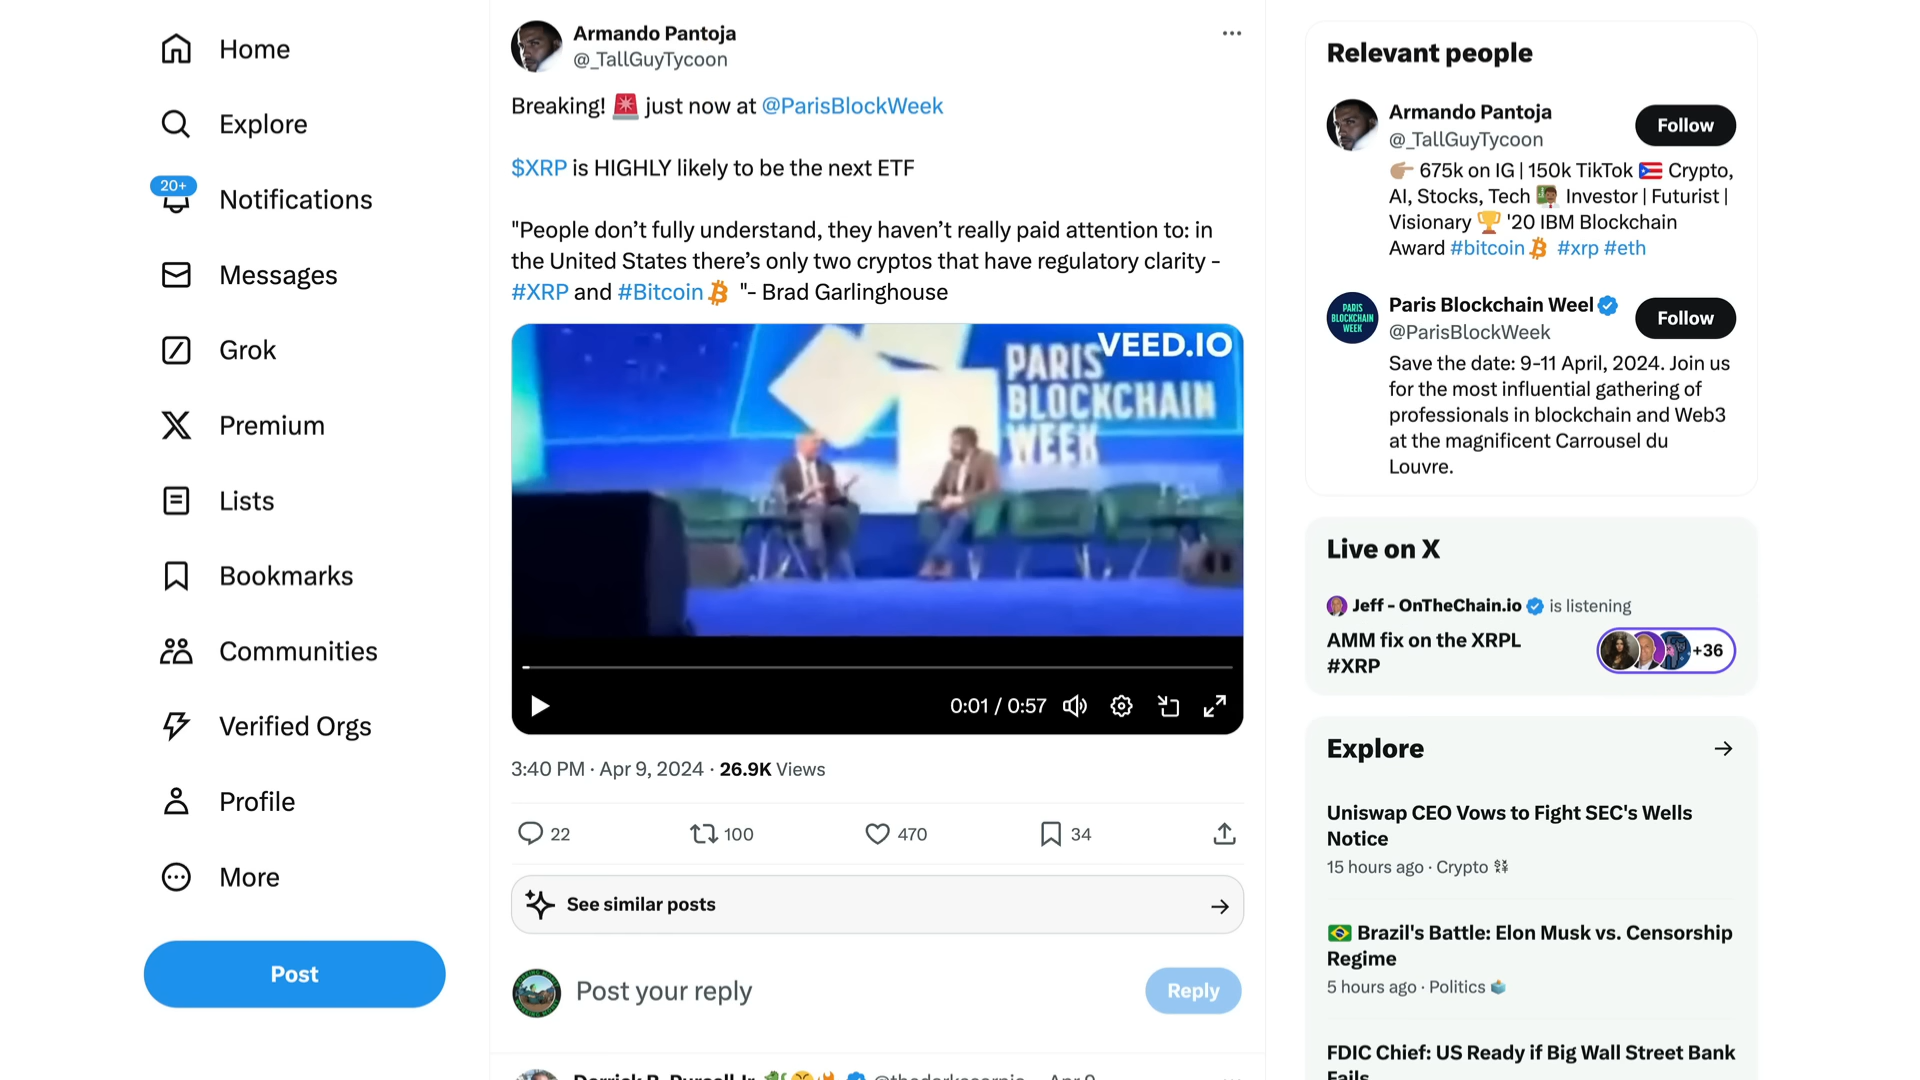 Home
Explore
20+
Notifications
Messages
Grok
Premium
Lists
Bookmarks
Communities
Verified Orgs
Profile
More
Post
Armando Pantoja
@_TallGuyTycoon
Breaking! 🚨 just now at @ParisBlockWeek
$XRP is HIGHLY likely to be the next ETF
"People don’t fully understand, they haven’t really paid attention to: in
the United States there’s only two cryptos that have regulatory clarity -
#XRP and #Bitcoin "- Brad Garlinghouse
VEED.IO
PARIS
BLOCKCHAIN
WEEK
0:01 / 0:57
3:40 PM · Apr 9, 2024 · 26.9K Views
22 100 470 34
See similar posts
Post your reply
Reply
Relevant people
Armando Pantoja
@_TallGuyTycoon
Follow
👉🏽 675k on IG | 150k TikTok 🇵🇷 Crypto,
AI, Stocks, Tech 👨🏽‍🏫 Investor | Futurist |
Visionary 🏆 '20 IBM Blockchain
Award #bitcoin #xrp #eth
PARIS
BLOCKCHAIN
WEEK
Paris Blockchain Weel
@ParisBlockWeek
Follow
Save the date: 9-11 April, 2024. Join us
for the most influential gathering of
professionals in blockchain and Web3
at the magnificent Carrousel du
Louvre.
Live on X
Jeff - OnTheChain.io is listening
AMM fix on the XRPL
#XRP
+36
Explore
Uniswap CEO Vows to Fight SEC's Wells
Notice
15 hours ago · Crypto
🇧🇷 Brazil's Battle: Elon Musk vs. Censorship
Regime
5 hours ago · Politics 🗳️
FDIC Chief: US Ready if Big Wall Street Bank
Fails